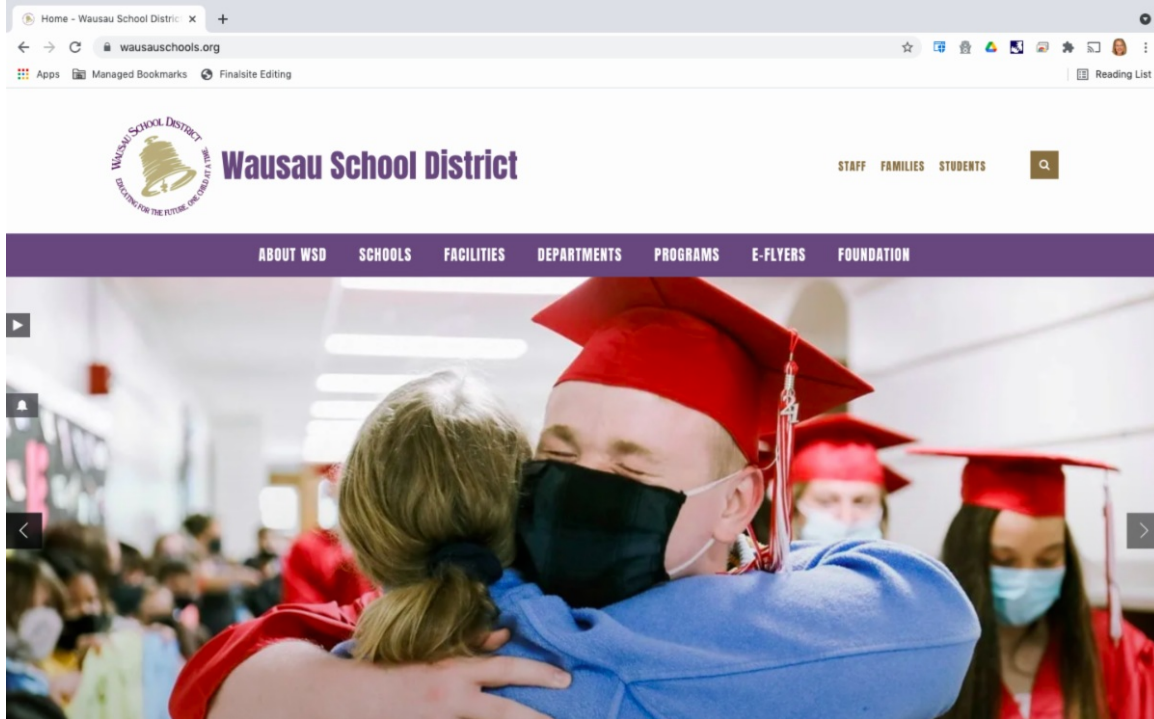 Home - Wausau School Distric
wausauschools.org
Apps Managed Bookmarks Finalsite Editing Reading List
WAUSAU SCHOOL DISTRICT
EDUCATING FOR THE FUTURE, ONE CHILD AT A TIME.
Wausau School District
STAFF FAMILIES STUDENTS
ABOUT WSD SCHOOLS FACILITIES DEPARTMENTS PROGRAMS E-FLYERS FOUNDATION